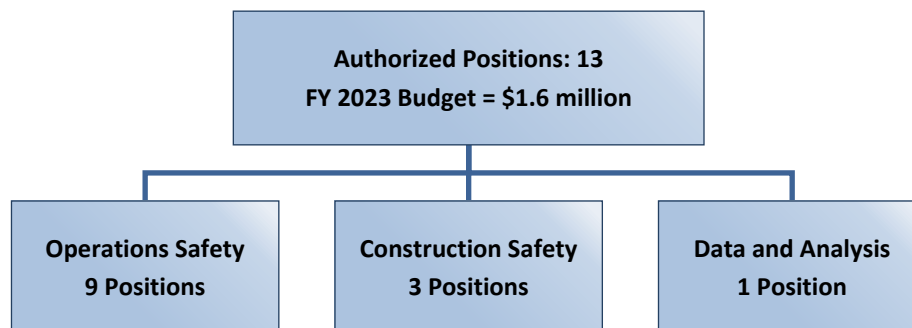 Authorized Positions: 13
FY 2023 Budget = $1.6 million
Operations Safety
9 Positions
Construction Safety
3 Positions
Data and Analysis
1 Position